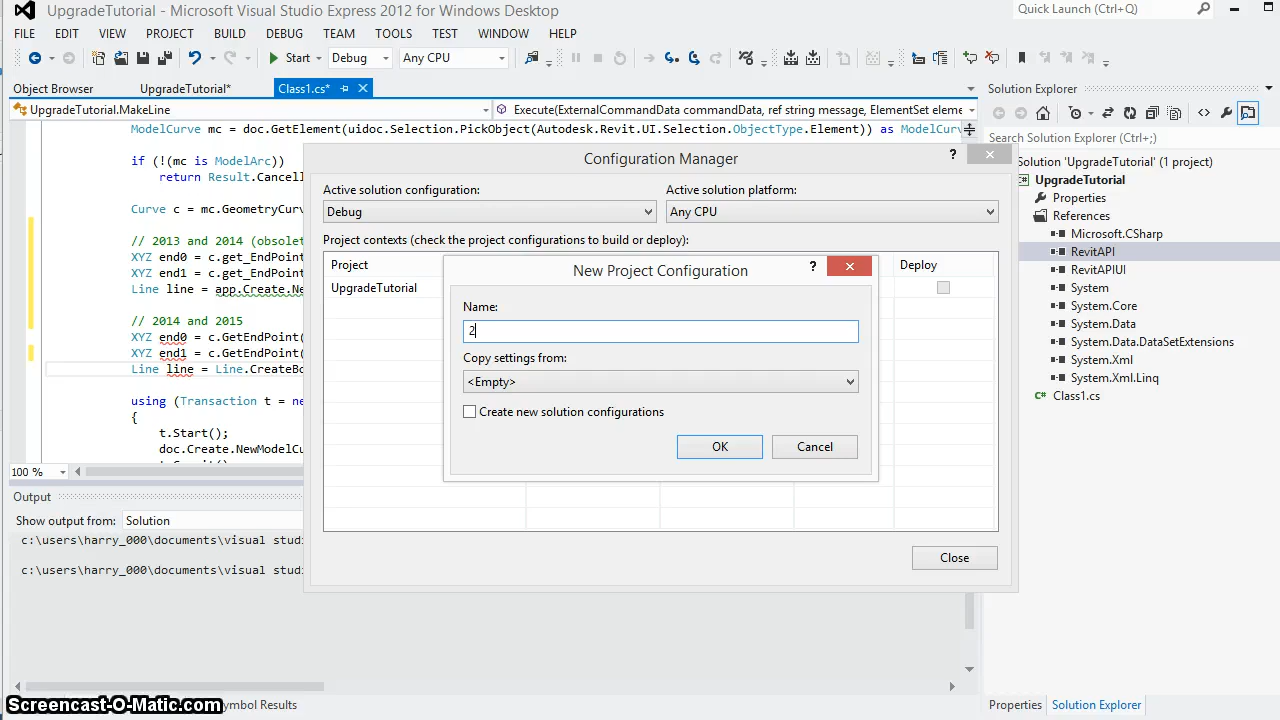 UpgradeTutorial - Microsoft Visual Studio Express 2012 for Windows Desktop
Quick Launch (Ctrl+Q)
FILE EDIT VIEW PROJECT BUILD DEBUG TEAM TOOLS TEST WINDOW HELP
Start Debug Any CPU
Object Browser UpgradeTutorial* Class1.cs*
UpgradeTutorial.MakeLine Execute(ExternalCommandData commandData, ref string message, ElementSet eleme
ModelCurve mc = doc.GetElement(uidoc.Selection.PickObject(Autodesk.Revit.UI.Selection.ObjectType.Element)) as ModelCurv
if (!(mc is ModelArc))
return Result.Cancell
Curve c = mc.GeometryCurv
// 2013 and 2014 (obsolet
XYZ end0 = c.get_EndPoint
XYZ end1 = c.get_EndPoint
Line line = app.Create.Ne
// 2014 and 2015
XYZ end0 = c.GetEndPoint(
XYZ end1 = c.GetEndPoint(
Line line = Line.CreateBo
using (Transaction t = ne
{
t.Start();
doc.Create.NewModelCu
100 %
Output
Show output from: Solution
c:\users\harry_000\documents\visual studi
c:\users\harry_000\documents\visual studi
Configuration Manager
?
Active solution configuration: Active solution platform:
Debug Any CPU
Project contexts (check the project configurations to build or deploy):
Project Deploy
UpgradeTutorial
Close
New Project Configuration
?
Name:
2
Copy settings from:
<Empty>
Create new solution configurations
OK Cancel
Solution Explorer
Search Solution Explorer (Ctrl+;)
Solution 'UpgradeTutorial' (1 project)
UpgradeTutorial
Properties
References
Microsoft.CSharp
RevitAPI
RevitAPIUI
System
System.Core
System.Data
System.Data.DataSetExtensions
System.Xml
System.Xml.Linq
Class1.cs
Properties Solution Explorer
Screencast-O-Matic.com
ymbol Results